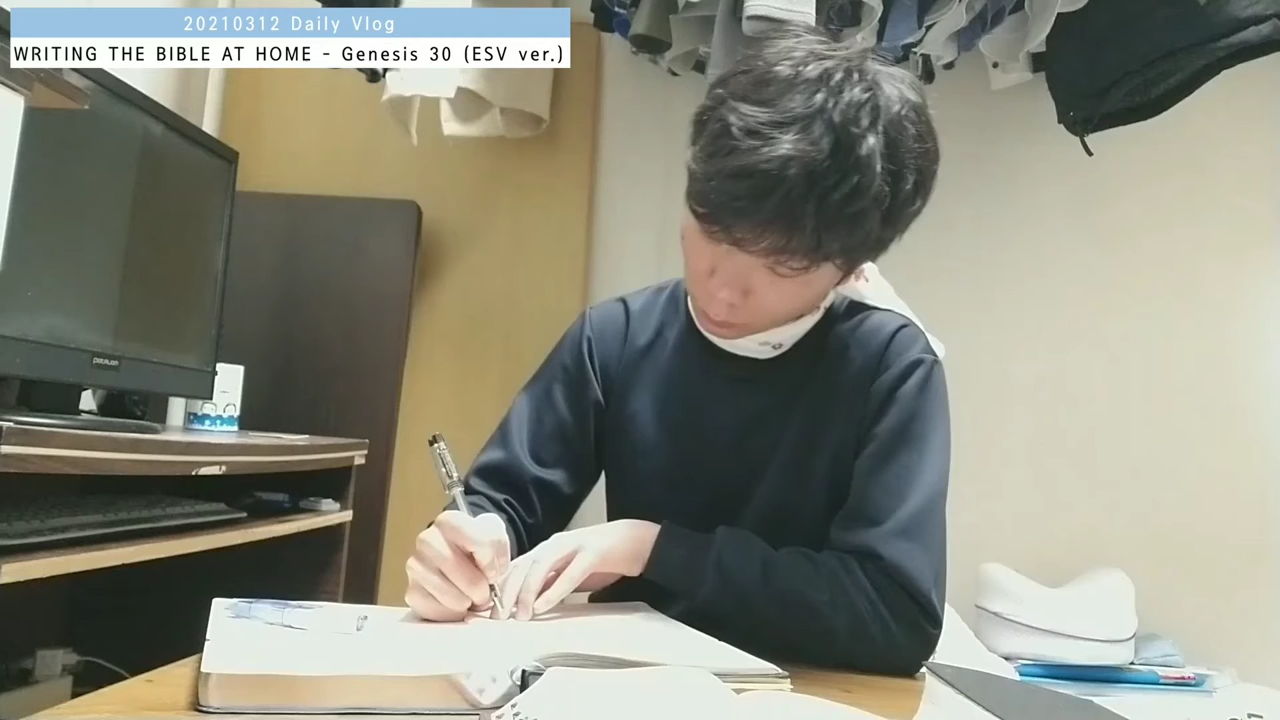 20210312 Daily Vlog
WRITING THE BIBLE AT HOME - Genesis 30 (ESV ver.)